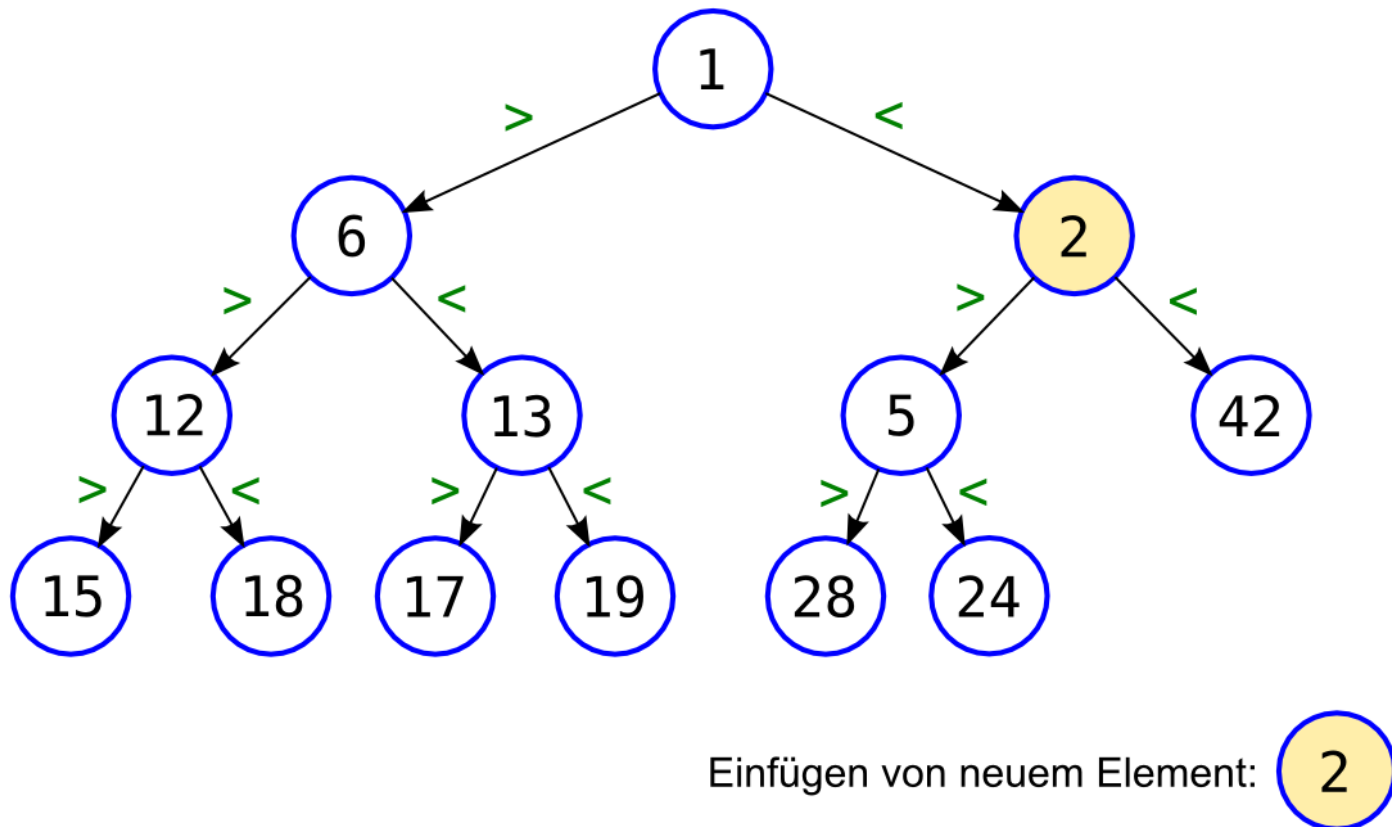 1
> <
6 2
> < > <
12 13 5 42
> < > < > <
15 18 17 19 28 24
Einfügen von neuem Element: 2